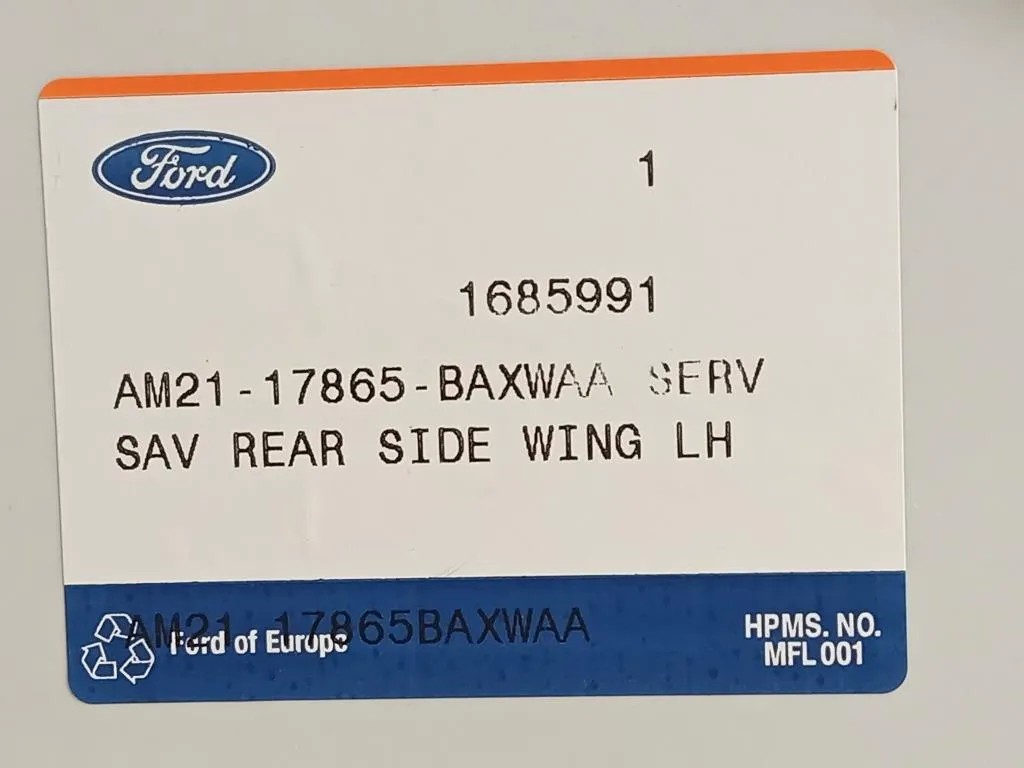 Ford
1
1685991
AM21-17865-BAXWAA SERV
SAV REAR SIDE WING LH
AM21 17865BAXWAA
Ford of Europe
HPMS. NO.
MFL 001